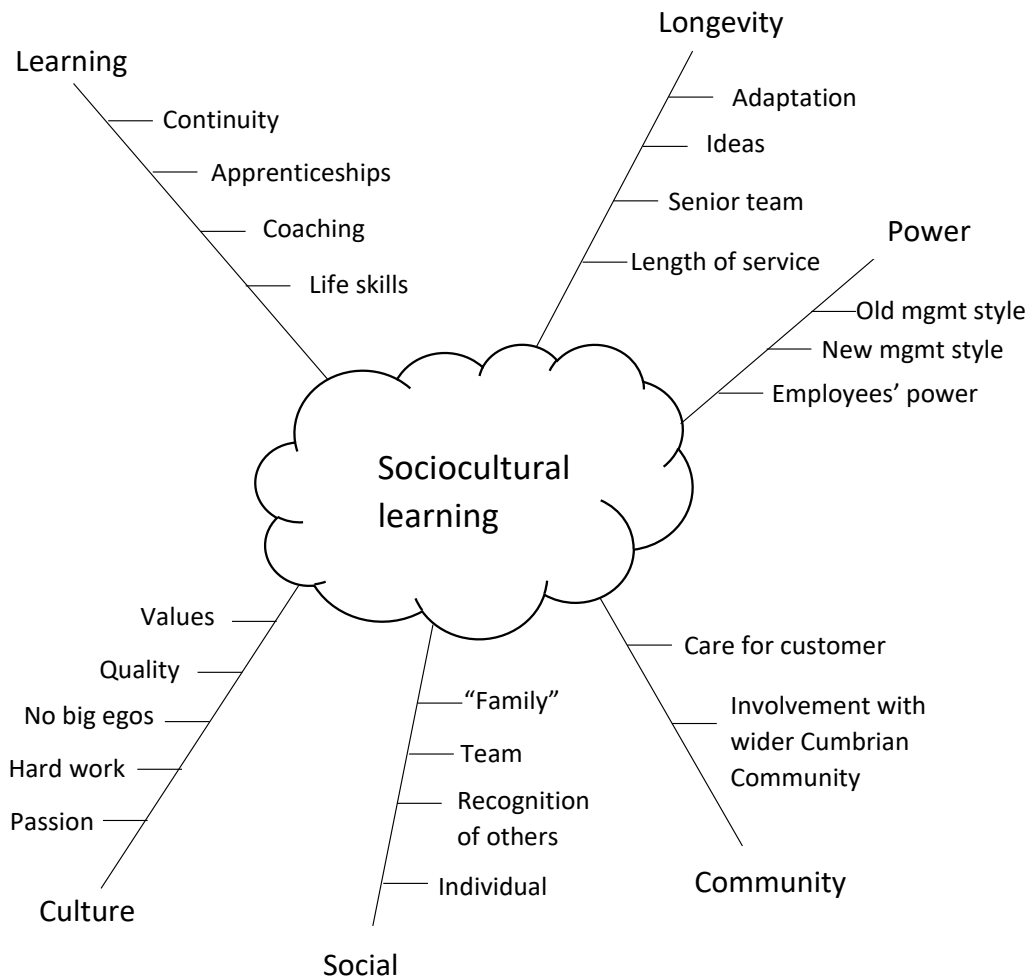 Longevity
Learning
Adaptation
Continuity
Ideas
Apprenticeships
Senior team
Coaching
Power
Length of service
Life skills
Old mgmt style
New mgmt style
Employees’ power
Sociocultural
learning
Values
Care for customer
Quality
“Family”
No big egos
Involvement with
wider Cumbrian
Community
Team
Hard work
Recognition
of others
Passion
Individual
Community
Culture
Social